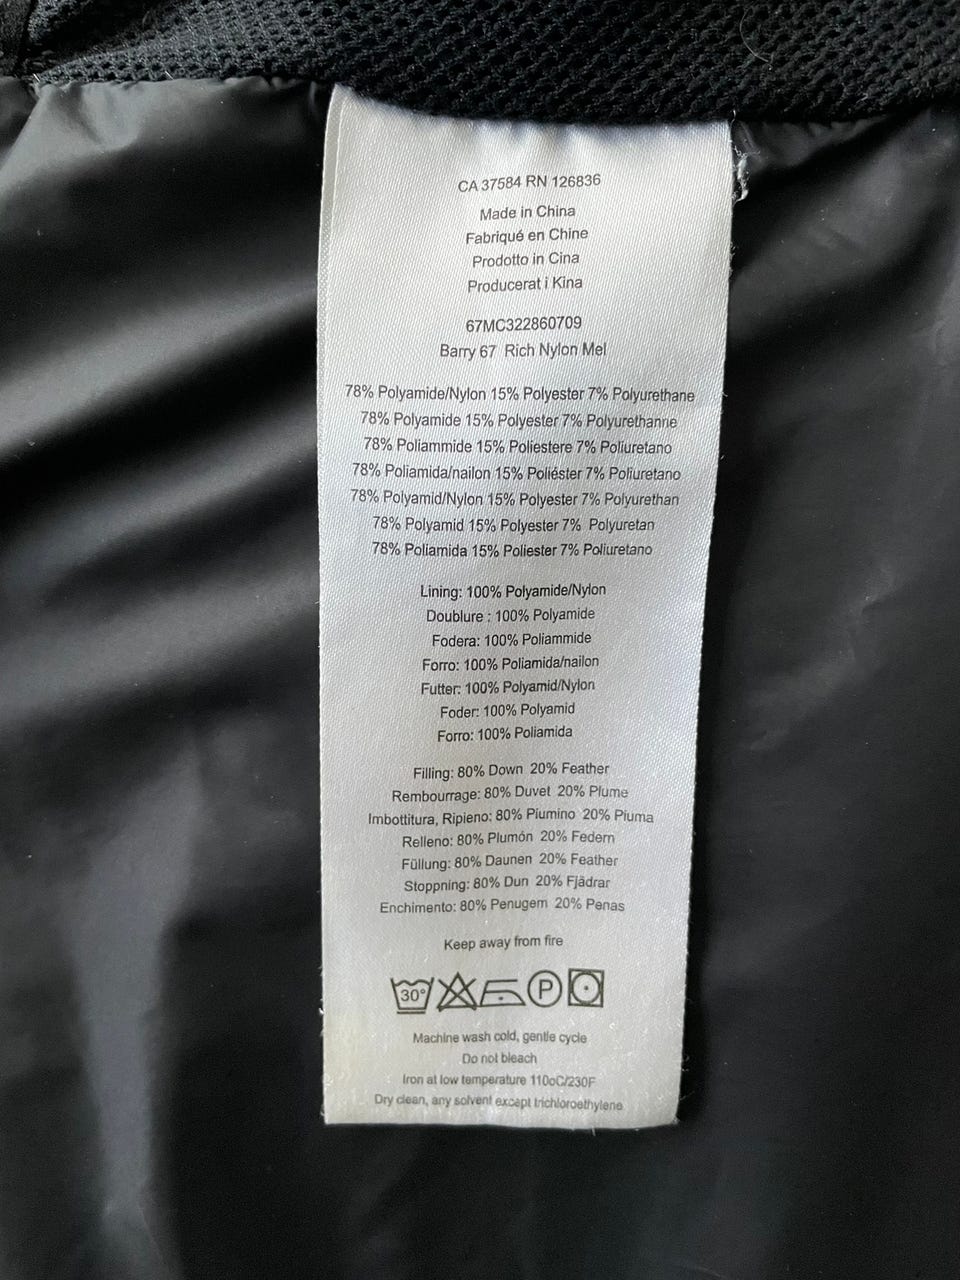 CA 37584 RN 126836
Made in China
Fabriqué en Chine
Prodotto in Cina
Producerat i Kina
67MC322860709
Barry 67 Rich Nylon Mel
78% Polyamide/Nylon 15% Polyester 7% Polyurethane
78% Polyamide 15% Polyester 7% Polyurethanne
78% Poliammide 15% Poliestere 7% Poliuretano
78% Poliamida/nailon 15% Poliéster 7% Poliuretano
78% Polyamid/Nylon 15% Polyester 7% Polyurethan
78% Polyamid 15% Polyester 7% Polyuretan
78% Poliamida 15% Poliester 7% Poliuretano
Lining: 100% Polyamide/Nylon
Doublure : 100% Polyamide
Fodera: 100% Poliammide
Forro: 100% Poliamida/nailon
Futter: 100% Polyamid/Nylon
Foder: 100% Polyamid
Forro: 100% Poliamida
Filling: 80% Down 20% Feather
Rembourrage: 80% Duvet 20% Plume
Imbottitura, Ripieno: 80% Piumino 20% Piuma
Relleno: 80% Plumón 20% Federn
Füllung: 80% Daunen 20% Feather
Stoppning: 80% Dun 20% Fjädrar
Enchimento: 80% Penugem 20% Penas
Keep away from fire
30° P
Machine wash cold, gentle cycle
Do not bleach
Iron at low temperature 110oC/230F
Dry clean, any solvent except trichloroethylene